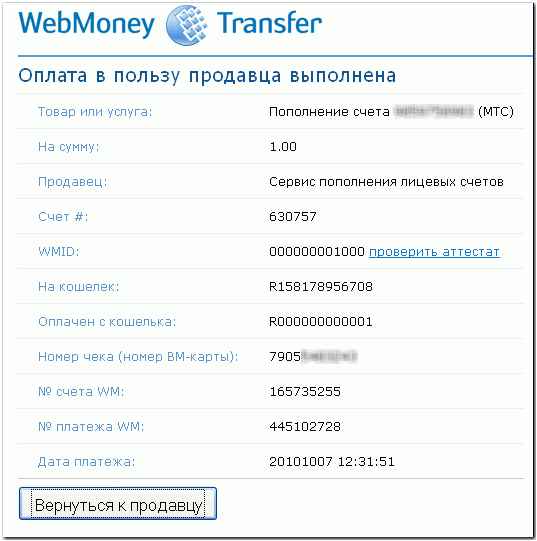 WebMoney Transfer
Оплата в пользу продавца выполнена
Товар или услуга: Пополнение счета (МТС)
На сумму: 1.00
Продавец: Сервис пополнения лицевых счетов
Счет #: 630757
WMID: 000000001000 проверить аттестат
На кошелек: R158178956708
Оплачен с кошелька: R000000000001
Номер чека (номер ВМ-карты): 7905
№ счета WM: 165735255
№ платежа WM: 445102728
Дата платежа: 20101007 12:31:51
Вернуться к продавцу